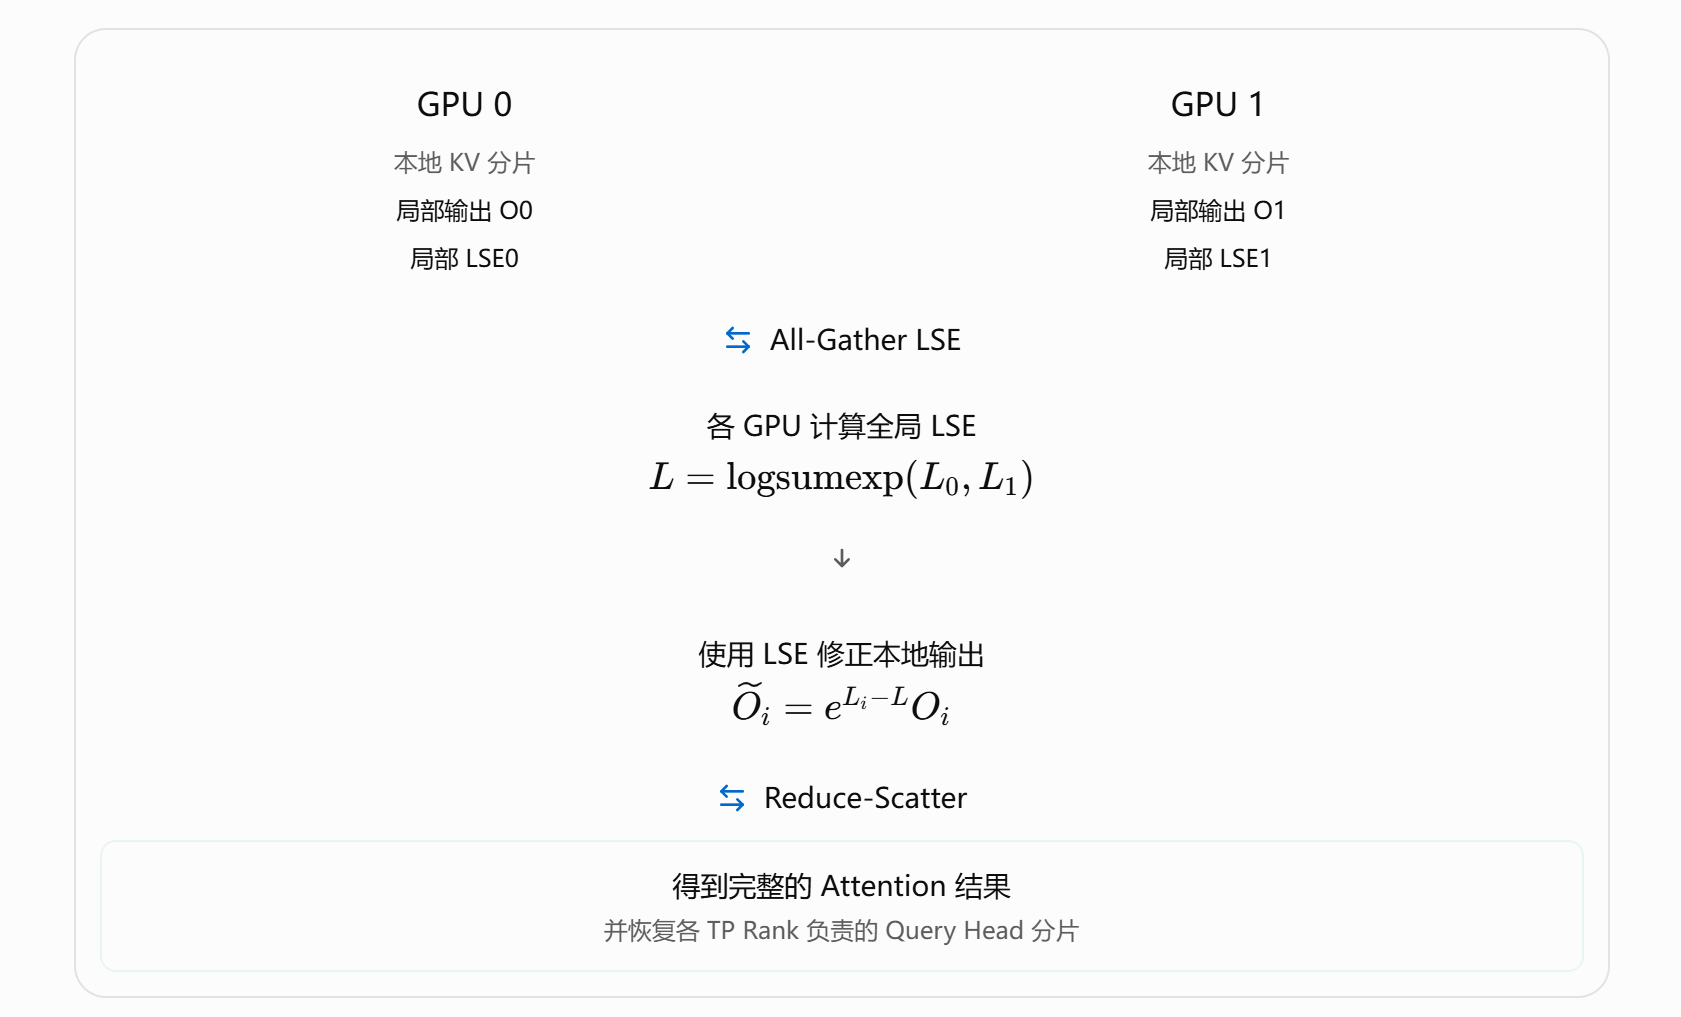 GPU 0
本地 KV 分片
局部输出 O0
局部 LSE0
GPU 1
本地 KV 分片
局部输出 O1
局部 LSE1
All-Gather LSE
各 GPU 计算全局 LSE
L = logsumexp(L₀, L₁)
使用 LSE 修正本地输出
Õᵢ = e^{Lᵢ−L}Oᵢ
Reduce-Scatter
得到完整的 Attention 结果
并恢复各 TP Rank 负责的 Query Head 分片